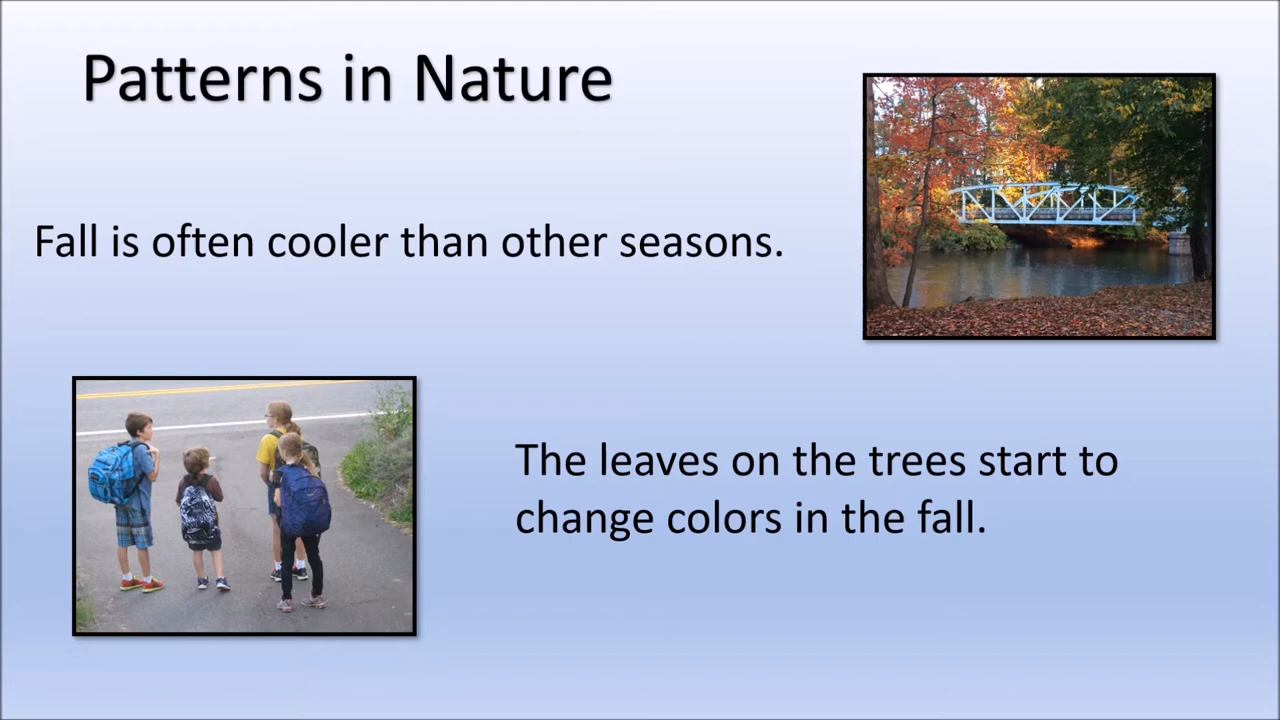 Patterns in Nature
Fall is often cooler than other seasons.
The leaves on the trees start to
change colors in the fall.